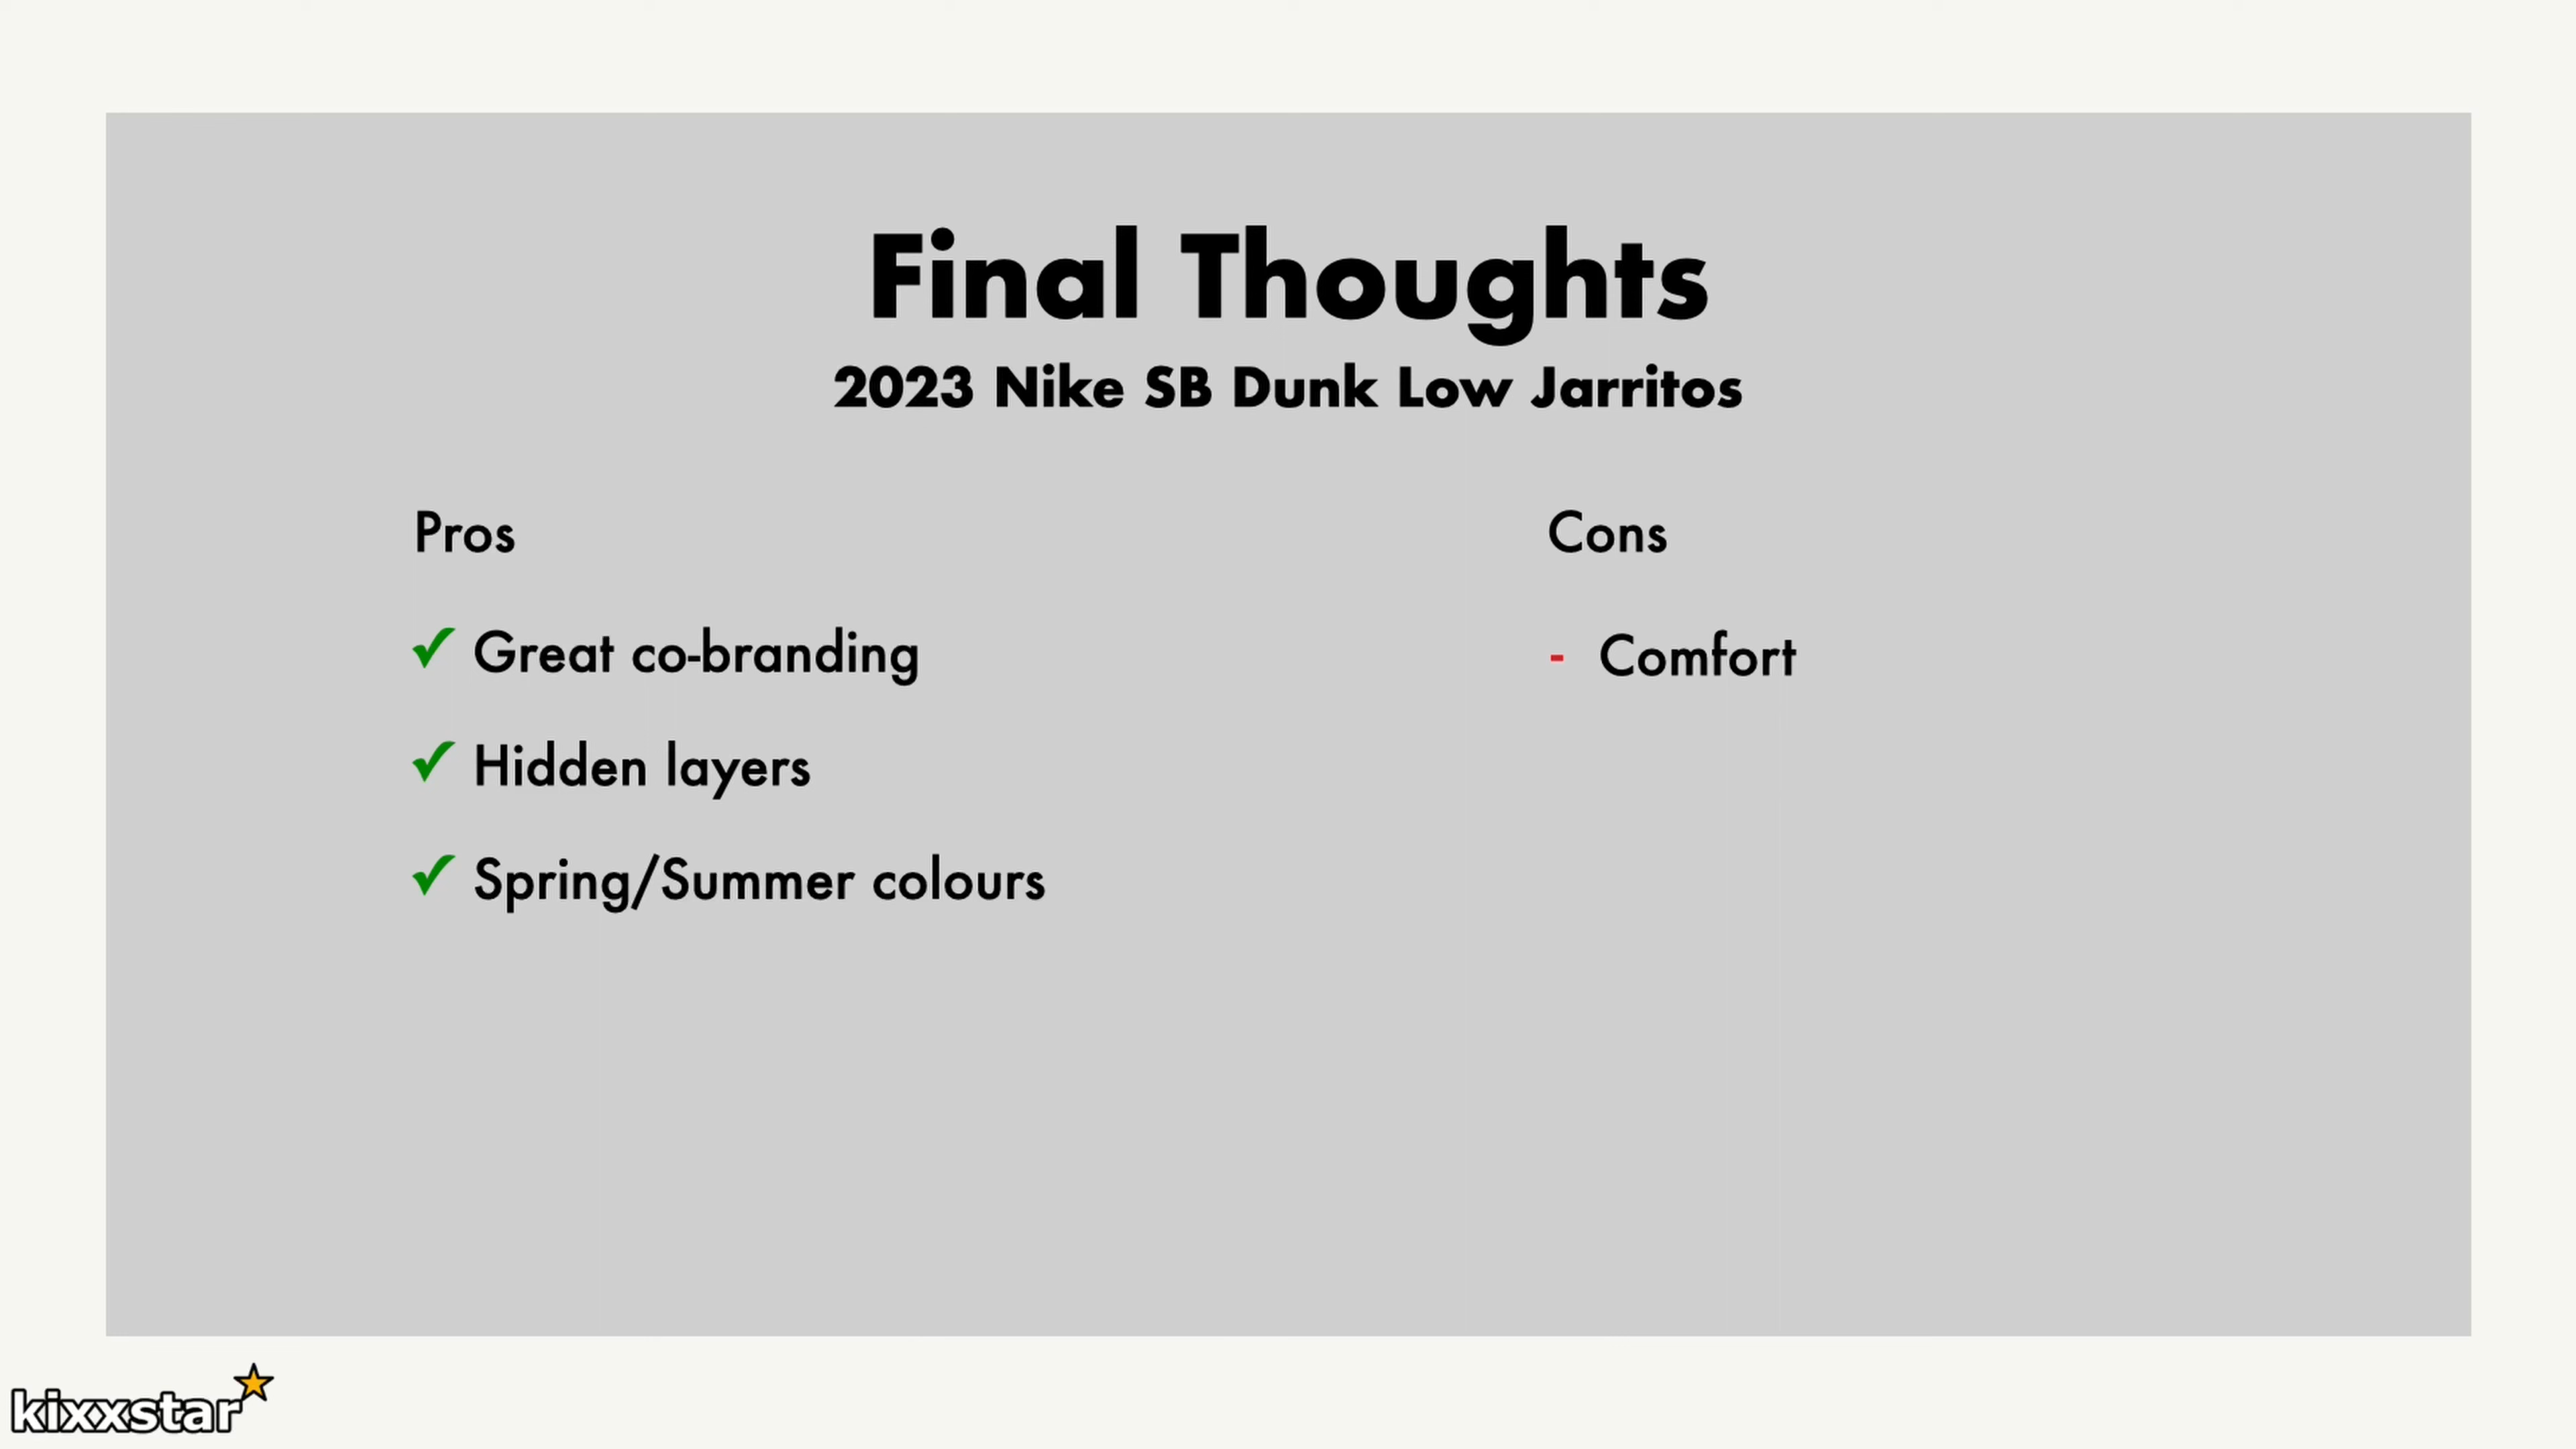 Final Thoughts
2023 Nike SB Dunk Low Jarritos
Pros
✓ Great co-branding
✓ Hidden layers
✓ Spring/Summer colours
Cons
- Comfort
kixxstar